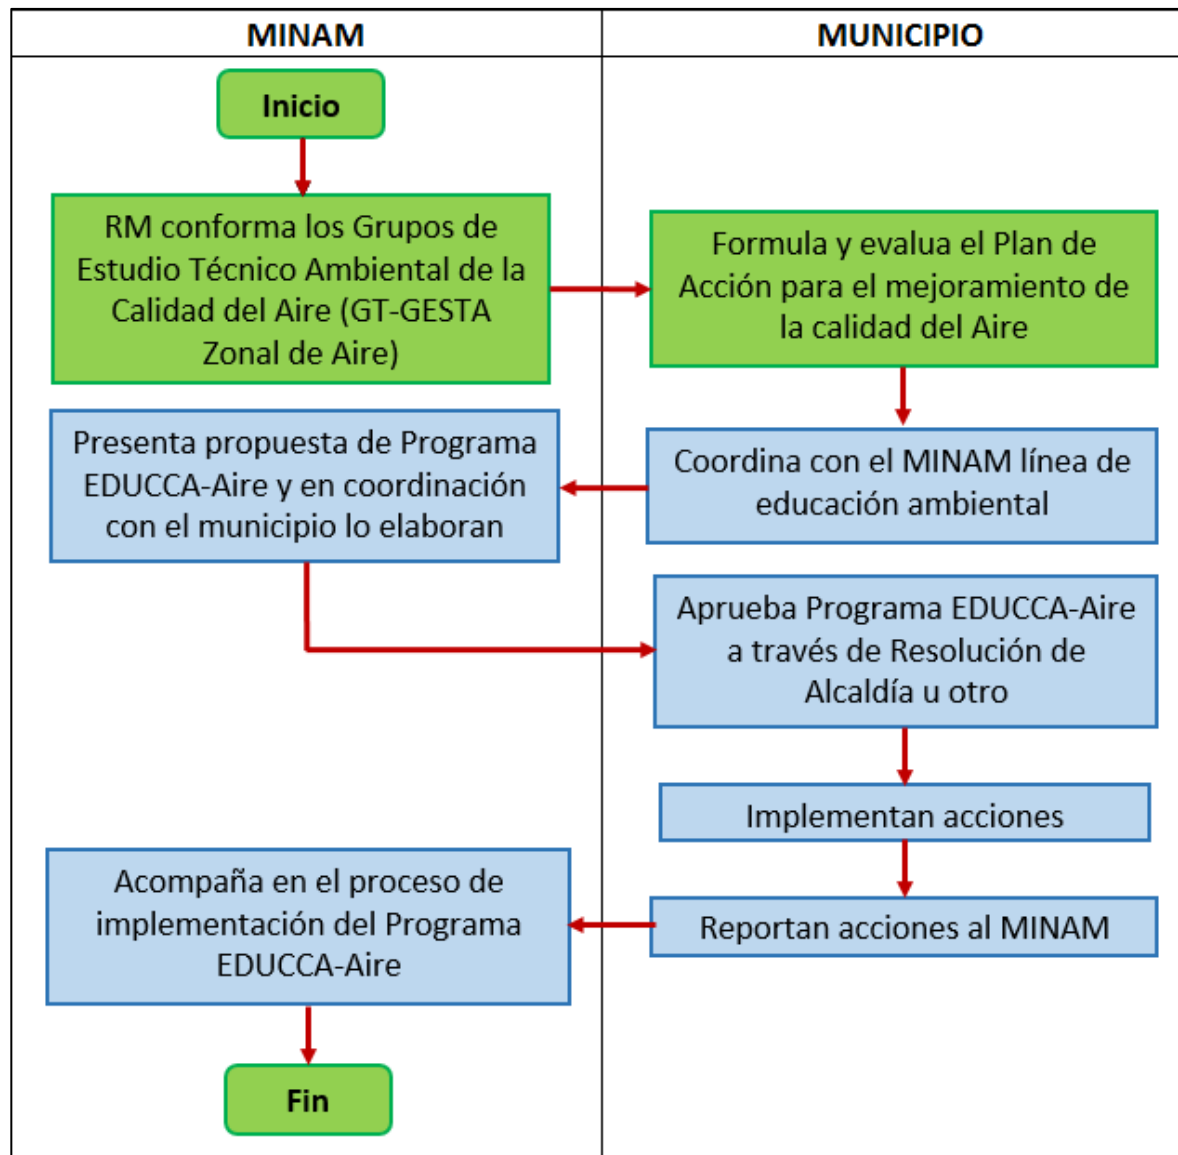 MINAM
MUNICIPIO
Inicio
RM conforma los Grupos de
Estudio Técnico Ambiental de la
Calidad del Aire (GT-GESTA
Zonal de Aire)
Formula y evalua el Plan de
Acción para el mejoramiento de
la calidad del Aire
Coordina con el MINAM línea de
educación ambiental
Presenta propuesta de Programa
EDUCCA-Aire y en coordinación
con el municipio lo elaboran
Aprueba Programa EDUCCA-Aire
a través de Resolución de
Alcaldía u otro
Implementan acciones
Reportan acciones al MINAM
Acompaña en el proceso de
implementación del Programa
EDUCCA-Aire
Fin